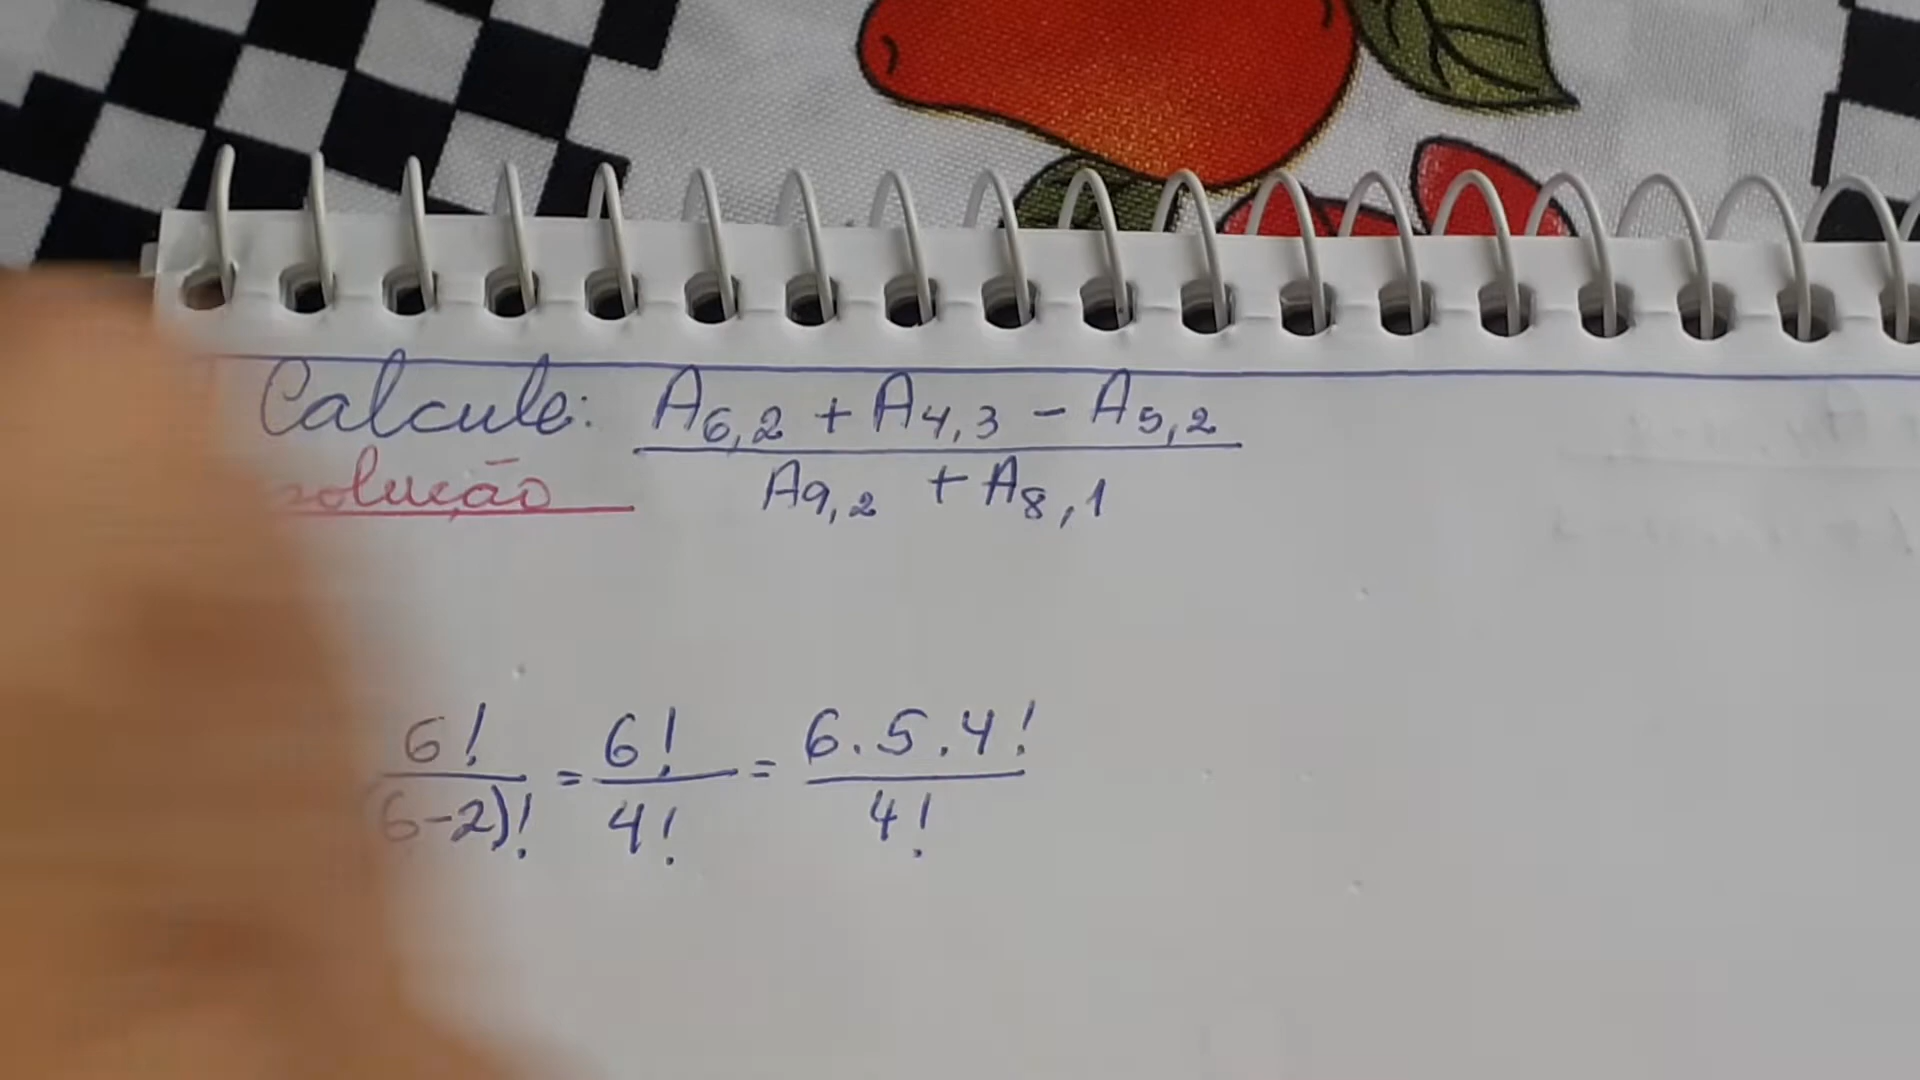 Calcule: A6,2 + A4,3 - A5,2
A9,2 + A8,1
solução
6! = 6! = 6.5.4!
6-2)! 4! 4!